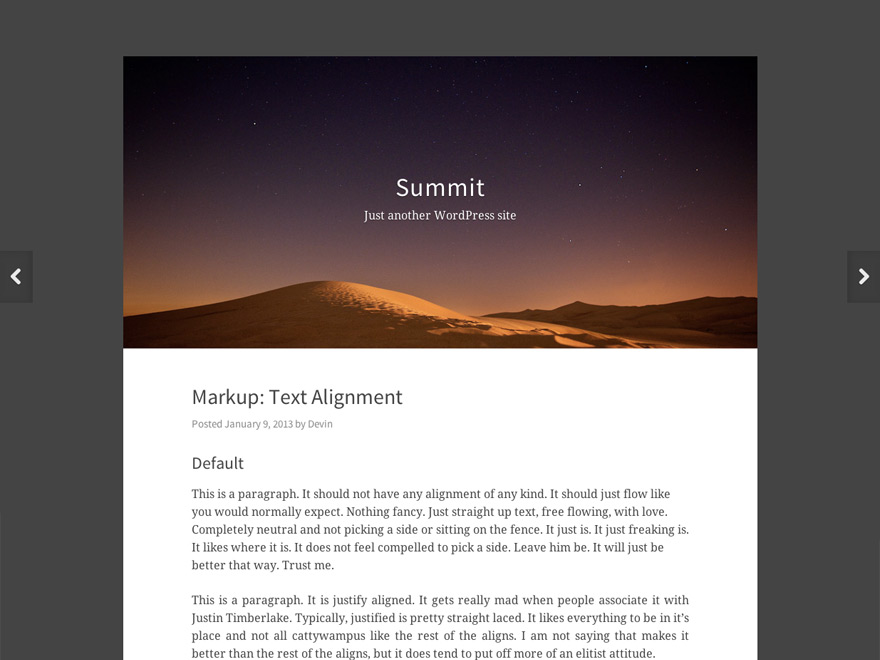 Summit
Just another WordPress site
Markup: Text Alignment
Posted January 9, 2013 by Devin
Default
This is a paragraph. It should not have any alignment of any kind. It should just flow like
you would normally expect. Nothing fancy. Just straight up text, free flowing, with love.
Completely neutral and not picking a side or sitting on the fence. It just is. It just freaking is.
It likes where it is. It does not feel compelled to pick a side. Leave him be. It will just be
better that way. Trust me.
This is a paragraph. It is justify aligned. It gets really mad when people associate it with
Justin Timberlake. Typically, justified is pretty straight laced. It likes everything to be in it’s
place and not all cattywampus like the rest of the aligns. I am not saying that makes it
better than the rest of the aligns, but it does tend to put off more of an elitist attitude.